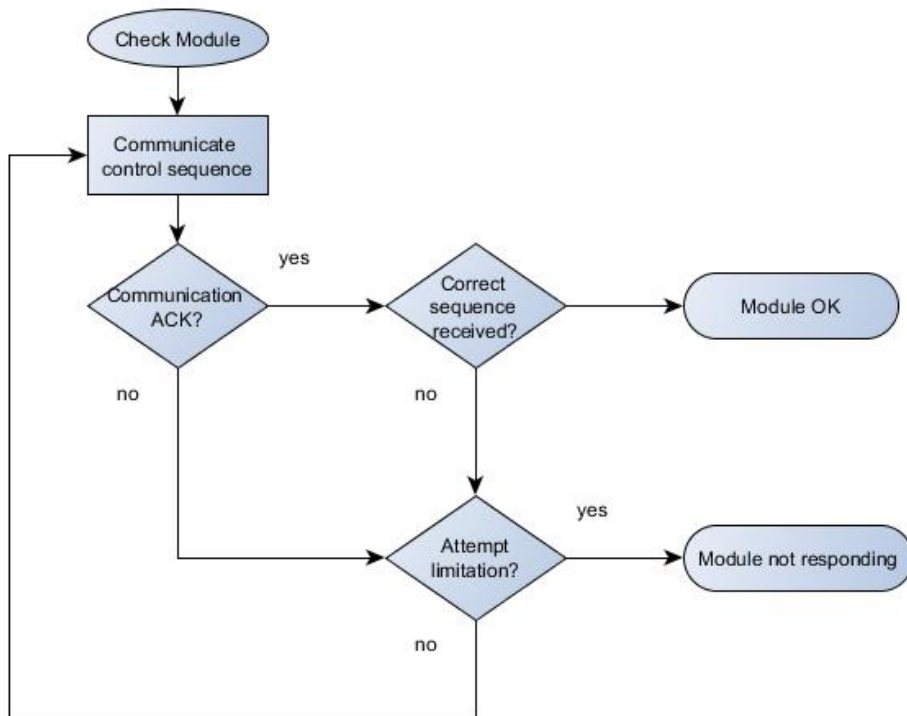 Check Module
Communicate
control sequence
yes
Communication
ACK?
Correct
sequence
received?
Module OK
no
no
yes
Attempt
limitation?
Module not responding
no